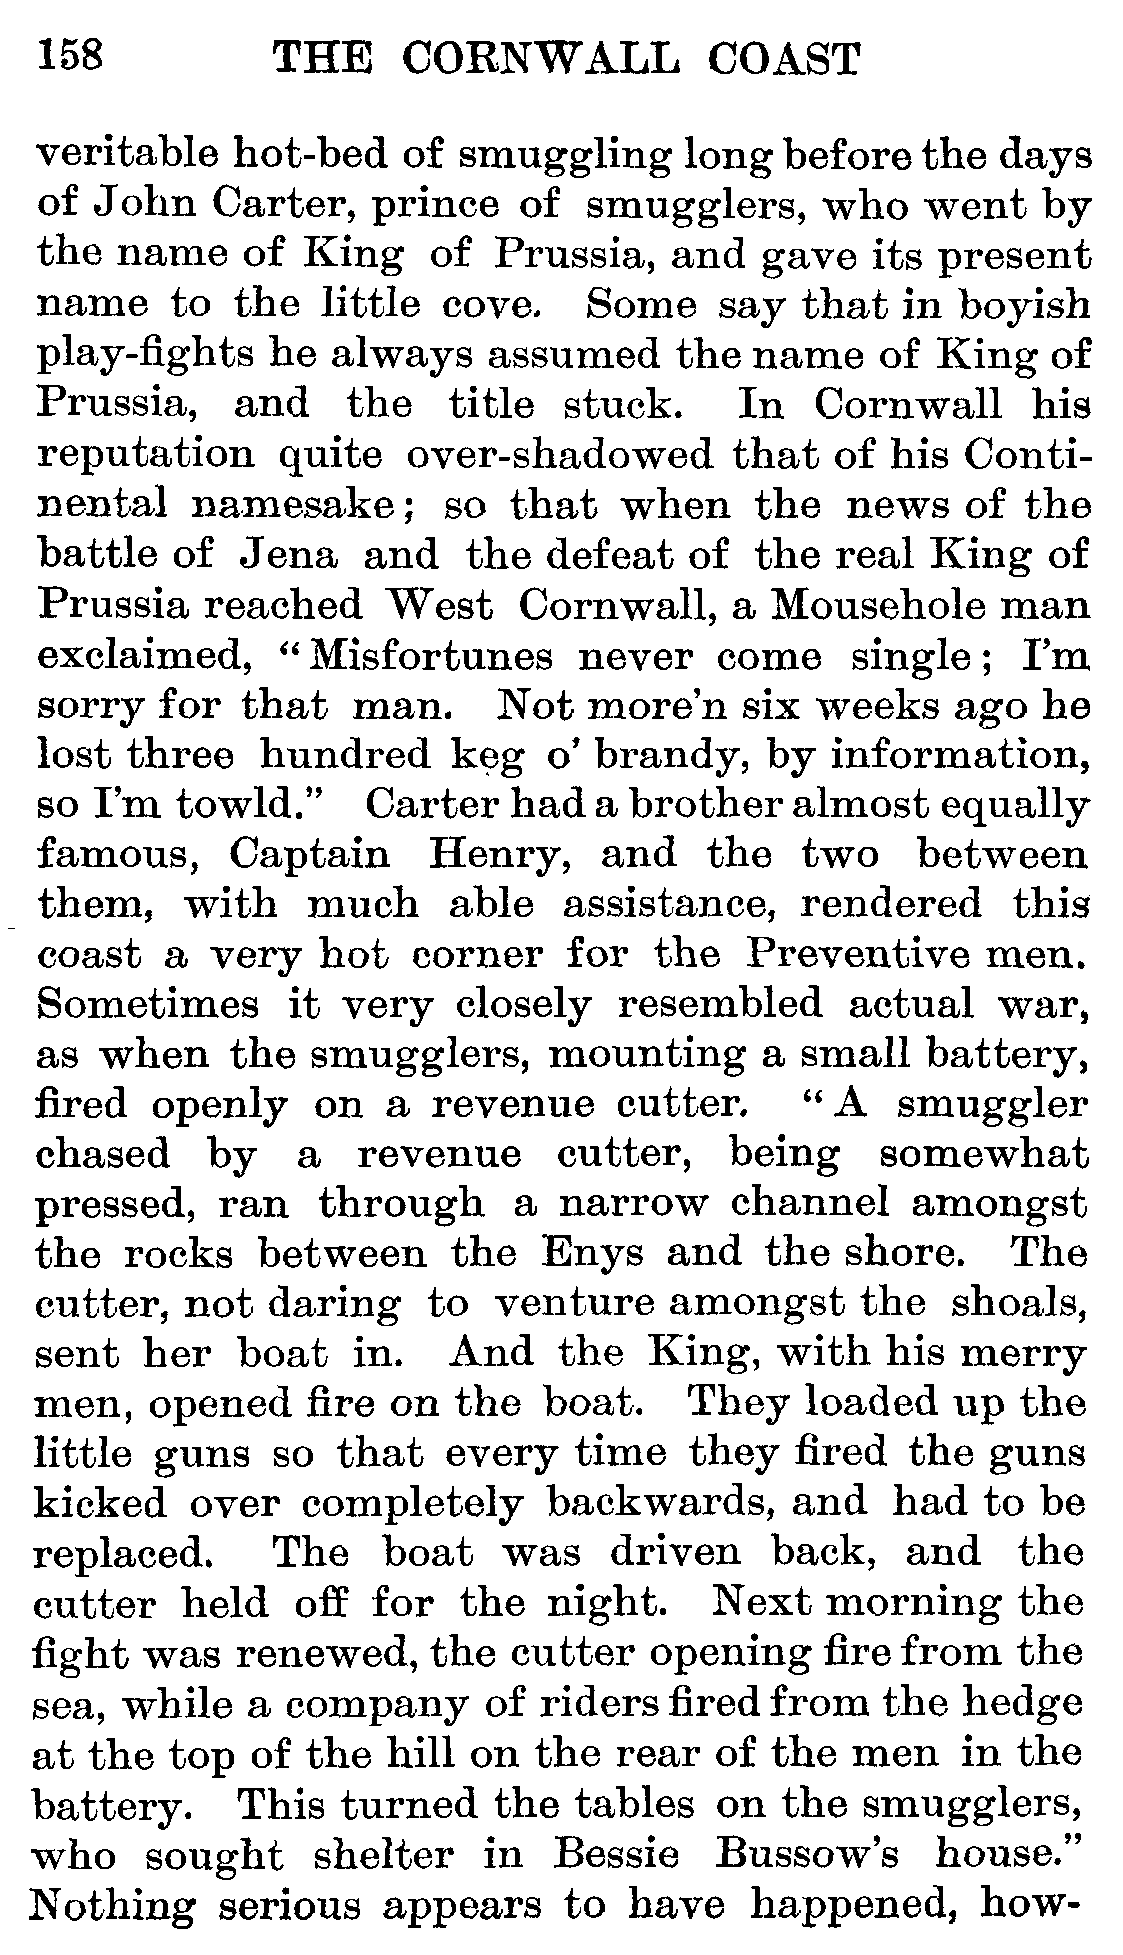 158 THE CORNWALL COAST
veritable hot-bed of smuggling long before the days
of John Carter, prince of smugglers, who went by
the name of King of Prussia, and gave its present
name to the little cove. Some say that in boyish
play-fights he always assumed the name of King of
Prussia, and the title stuck. In Cornwall his
reputation quite over-shadowed that of his Conti-
nental namesake; so that when the news of the
battle of Jena and the defeat of the real King of
Prussia reached West Cornwall, a Mousehole man
exclaimed, “Misfortunes never come single; I’m
sorry for that man. Not more’n six weeks ago he
lost three hundred keg o’ brandy, by information,
so I’m towld.” Carter had a brother almost equally
famous, Captain Henry, and the two between
them, with much able assistance, rendered this
coast a very hot corner for the Preventive men.
Sometimes it very closely resembled actual war,
as when the smugglers, mounting a small battery,
fired openly on a revenue cutter. “A smuggler
chased by a revenue cutter, being somewhat
pressed, ran through a narrow channel amongst
the rocks between the Enys and the shore. The
cutter, not daring to venture amongst the shoals,
sent her boat in. And the King, with his merry
men, opened fire on the boat. They loaded up the
little guns so that every time they fired the guns
kicked over completely backwards, and had to be
replaced. The boat was driven back, and the
cutter held off for the night. Next morning the
fight was renewed, the cutter opening fire from the
sea, while a company of riders fired from the hedge
at the top of the hill on the rear of the men in the
battery. This turned the tables on the smugglers,
who sought shelter in Bessie Bussow’s house.”
Nothing serious appears to have happened, how-